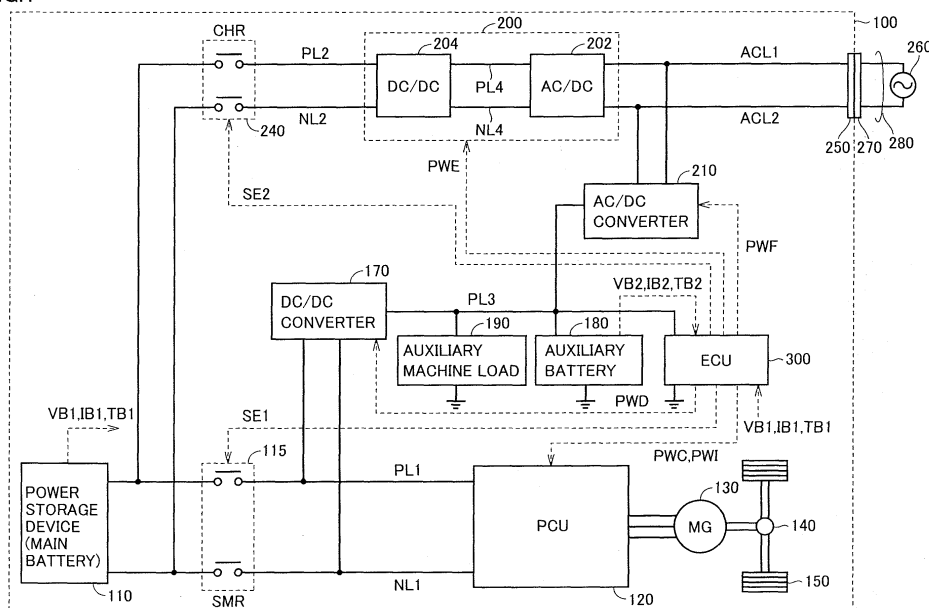 200
100
CHR
PL2
204
202
ACL1
260
DC/DC
PL4
AC/DC
NL2
NL4
ACL2
240
250
270
280
PWE
SE2
210
AC/DC
CONVERTER
PWF
170
VB2,IB2,TB2
DC/DC
CONVERTER
PL3
190
180
AUXILIARY
MACHINE LOAD
AUXILIARY
BATTERY
ECU
300
PWD
VB1,IB1,TB1
SE1
115
VB1,IB1,TB1
PWC,PWI
POWER
STORAGE
DEVICE
(MAIN
BATTERY)
PL1
PCU
130
MG
140
110
NL1
120
150
SMR